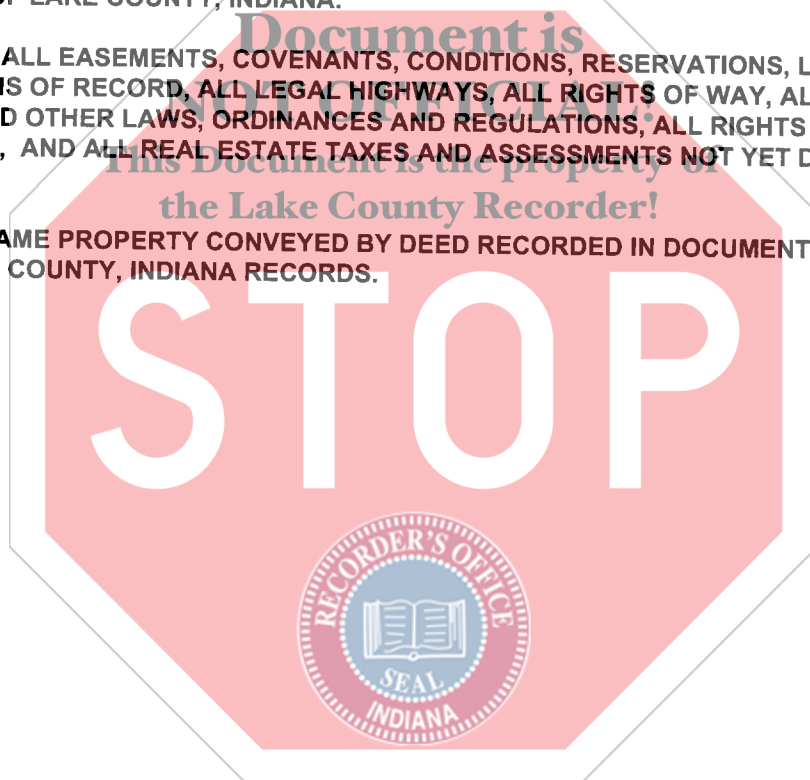 OF LAKE COUNTY, INDIANA.
Document is
ALL EASEMENTS, COVENANTS, CONDITIONS, RESERVATIONS, L
IS OF RECORD, ALL LEGAL HIGHWAYS, ALL RIGHTS OF WAY, AL
NOT OFFICIAL!
D OTHER LAWS, ORDINANCES AND REGULATIONS, ALL RIGHTS
, AND ALL REAL ESTATE TAXES AND ASSESSMENTS NOT YET D
This Document is the property of
the Lake County Recorder!
AME PROPERTY CONVEYED BY DEED RECORDED IN DOCUMENT
COUNTY, INDIANA RECORDS.
STOP
RECORDER'S OFFICE
SEAL
INDIANA